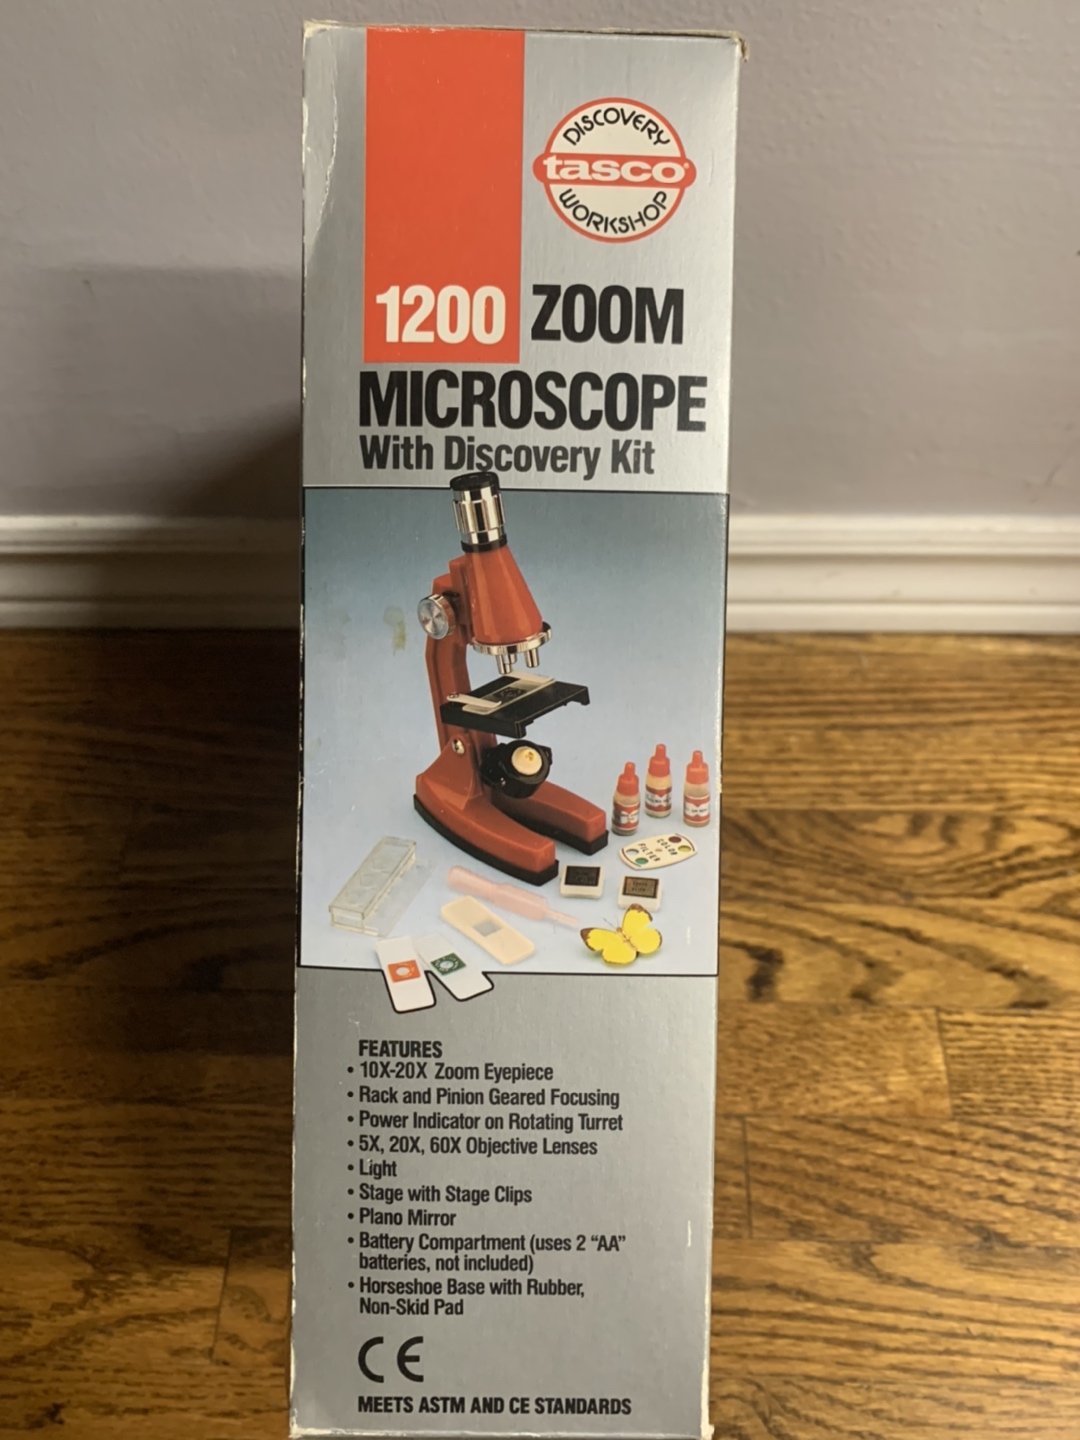 DISCOVERY
tasco®
WORKSHOP
1200 ZOOM
MICROSCOPE
With Discovery Kit
COLOR
FILTER
FEATURES
• 10X-20X Zoom Eyepiece
• Rack and Pinion Geared Focusing
• Power Indicator on Rotating Turret
• 5X, 20X, 60X Objective Lenses
• Light
• Stage with Stage Clips
• Plano Mirror
• Battery Compartment (uses 2 “AA”
batteries, not included)
• Horseshoe Base with Rubber,
Non-Skid Pad
CE
MEETS ASTM AND CE STANDARDS